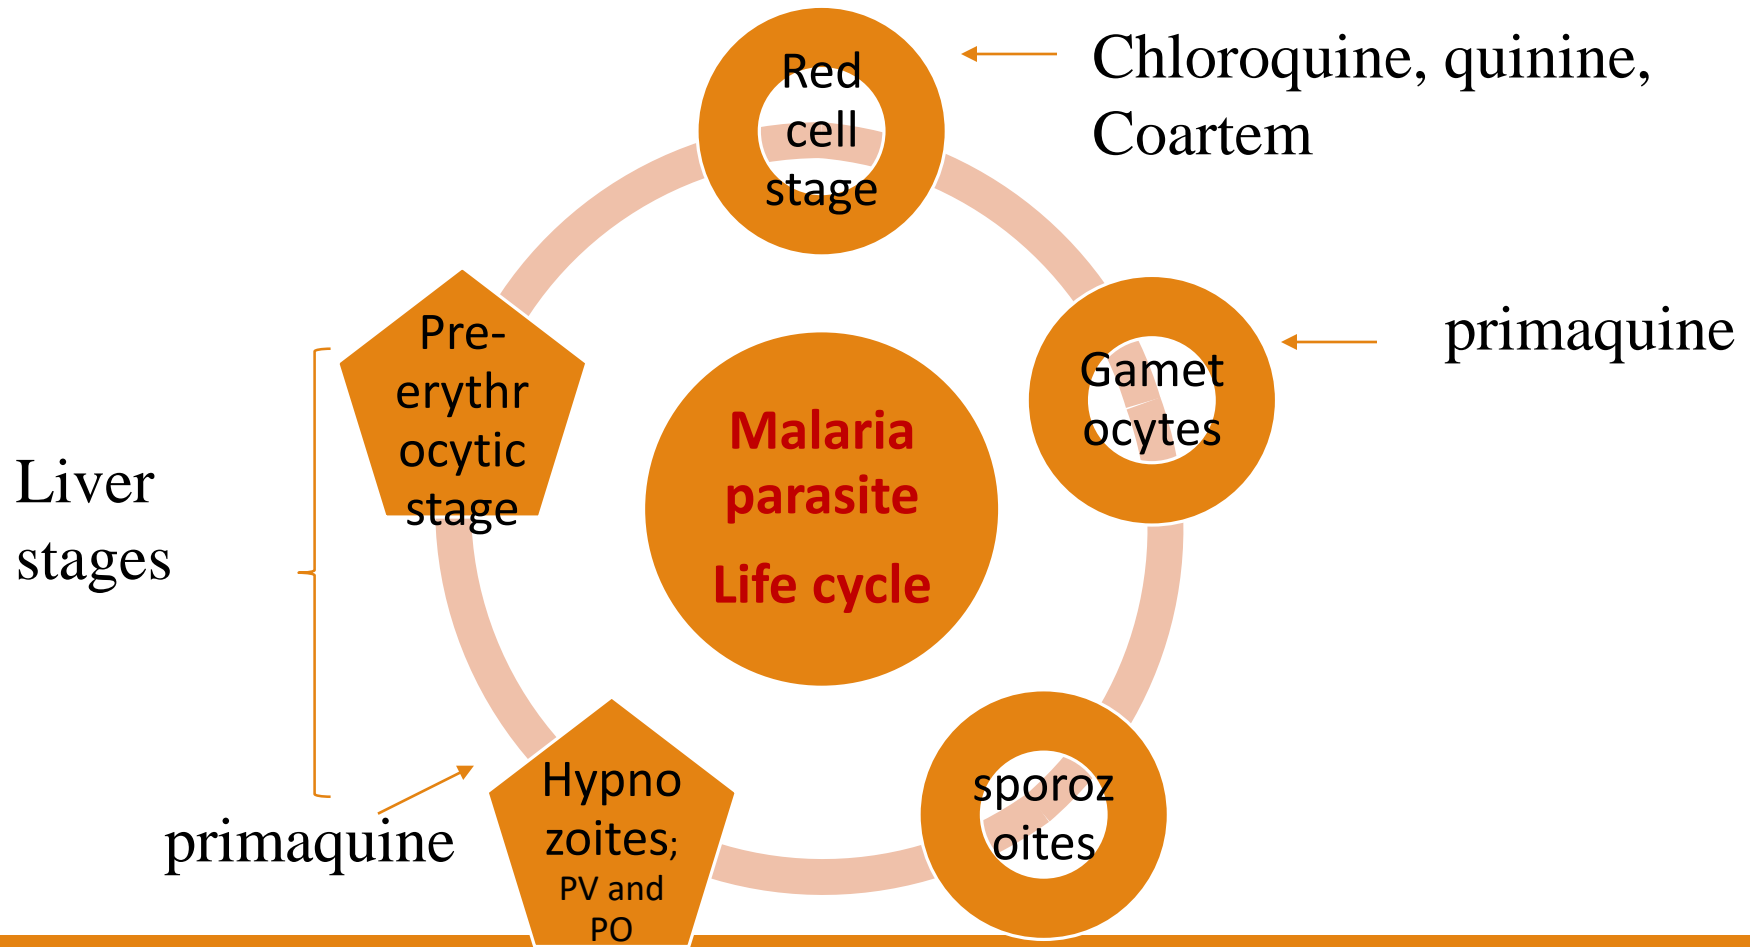 Red
cell
stage
Chloroquine, quinine,
Coartem
Gamet
ocytes
primaquine
sporoz
oites
Hypno
zoites;
PV and
PO
primaquine
Pre-
erythr
ocytic
stage
Liver
stages
Malaria
parasite
Life cycle